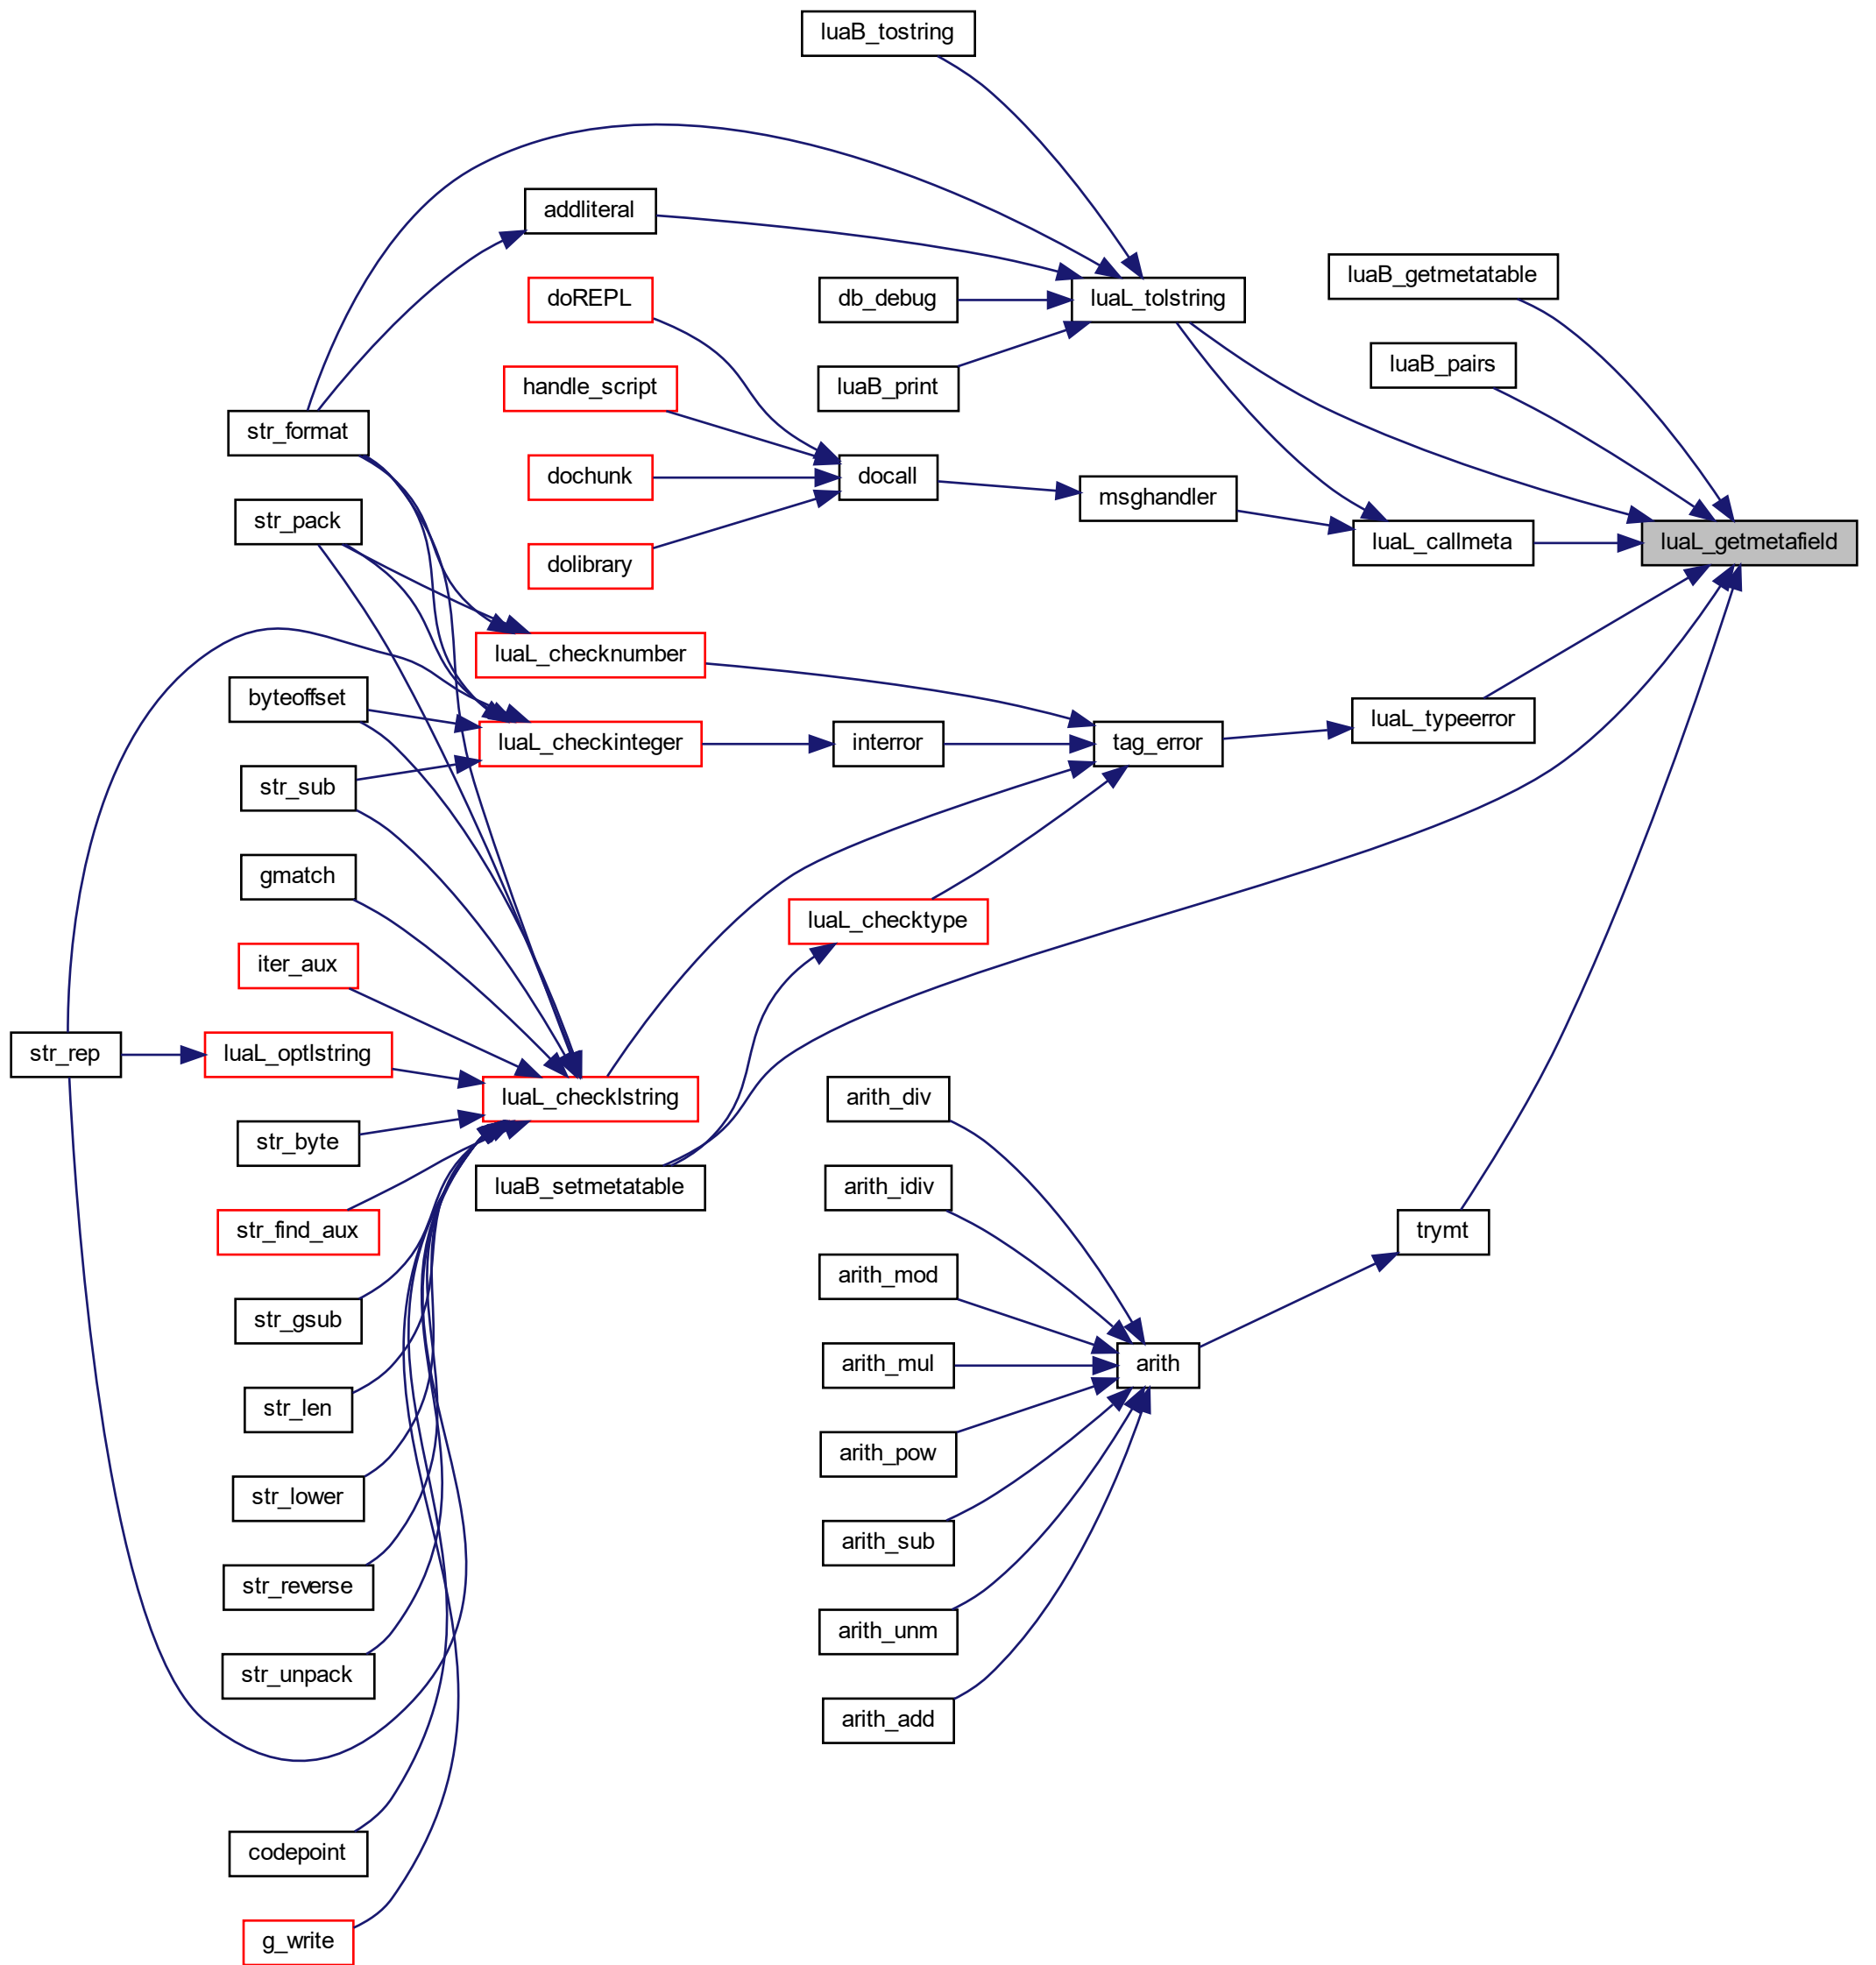 luaB_tostring
addliteral
luaB_getmetatable
doREPL
db_debug
luaL_tolstring
luaB_pairs
handle_script
luaB_print
str_format
dochunk
docall
msghandler
str_pack
luaL_callmeta
luaL_getmetafield
dolibrary
luaL_checknumber
byteoffset
luaL_checkinteger
interror
tag_error
luaL_typeerror
str_sub
gmatch
luaL_checktype
iter_aux
str_rep
luaL_optlstring
luaL_checklstring
arith_div
str_byte
luaB_setmetatable
arith_idiv
str_find_aux
trymt
arith_mod
str_gsub
arith_mul
arith
str_len
arith_pow
str_lower
arith_sub
str_reverse
arith_unm
str_unpack
arith_add
codepoint
g_write